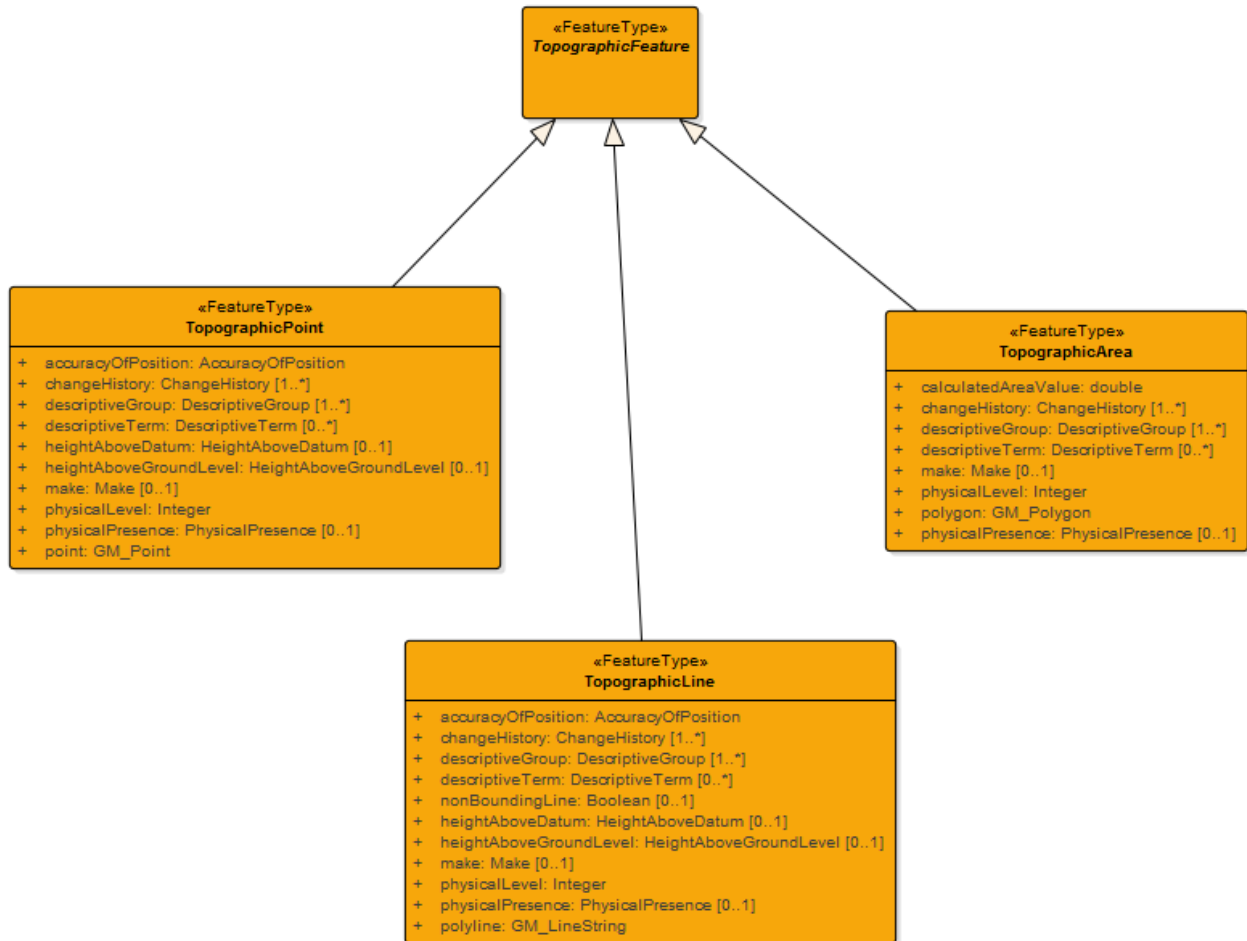 «FeatureType»
TopographicFeature
«FeatureType»
TopographicPoint
+ accuracyOfPosition: AccuracyOfPosition
+ changeHistory: ChangeHistory [1..*]
+ descriptiveGroup: DescriptiveGroup [1..*]
+ descriptiveTerm: DescriptiveTerm [0..*]
+ heightAboveDatum: HeightAboveDatum [0..1]
+ heightAboveGroundLevel: HeightAboveGroundLevel [0..1]
+ make: Make [0..1]
+ physicalLevel: Integer
+ physicalPresence: PhysicalPresence [0..1]
+ point: GM_Point
«FeatureType»
TopographicArea
+ calculatedAreaValue: double
+ changeHistory: ChangeHistory [1..*]
+ descriptiveGroup: DescriptiveGroup [1..*]
+ descriptiveTerm: DescriptiveTerm [0..*]
+ make: Make [0..1]
+ physicalLevel: Integer
+ polygon: GM_Polygon
+ physicalPresence: PhysicalPresence [0..1]
«FeatureType»
TopographicLine
+ accuracyOfPosition: AccuracyOfPosition
+ changeHistory: ChangeHistory [1..*]
+ descriptiveGroup: DescriptiveGroup [1..*]
+ descriptiveTerm: DescriptiveTerm [0..*]
+ nonBoundingLine: Boolean [0..1]
+ heightAboveDatum: HeightAboveDatum [0..1]
+ heightAboveGroundLevel: HeightAboveGroundLevel [0..1]
+ make: Make [0..1]
+ physicalLevel: Integer
+ physicalPresence: PhysicalPresence [0..1]
+ polyline: GM_LineString